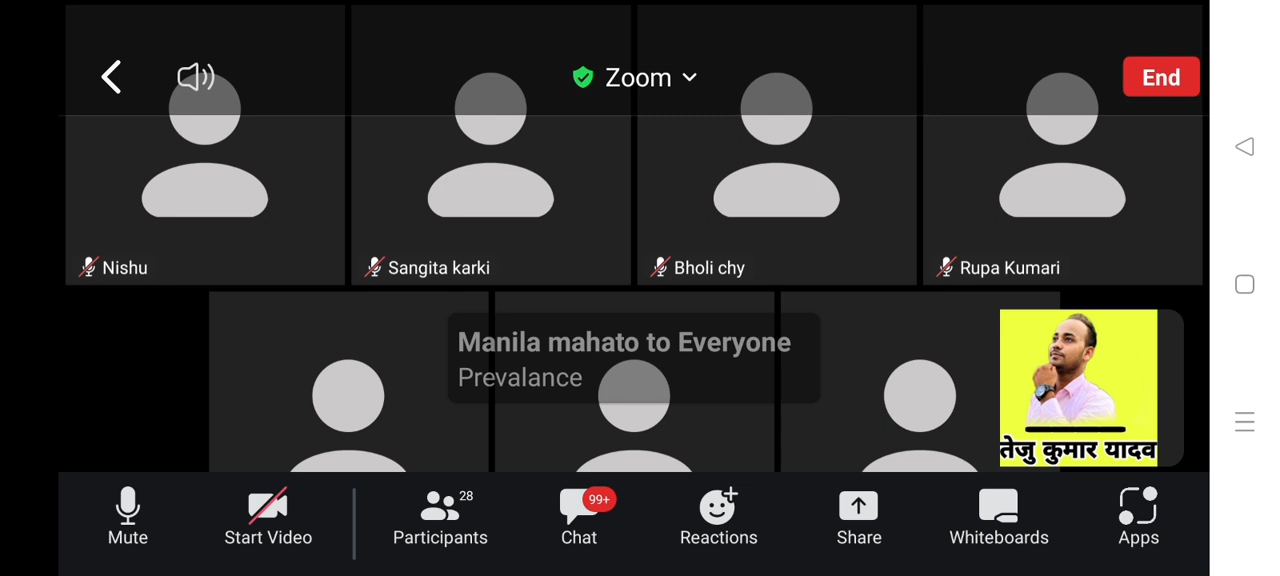 Zoom
End
Nishu
Sangita karki
Bholi chy
Rupa Kumari
Manila mahato to Everyone
Prevalance
तेजु कुमार यादव
28
99+
Mute
Start Video
Participants
Chat
Reactions
Share
Whiteboards
Apps